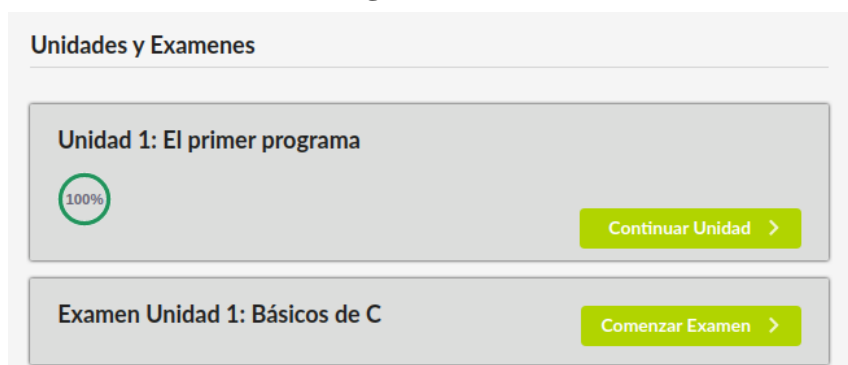 Unidades y Examenes
Unidad 1: El primer programa
100%
Continuar Unidad
Examen Unidad 1: Básicos de C
Comenzar Examen